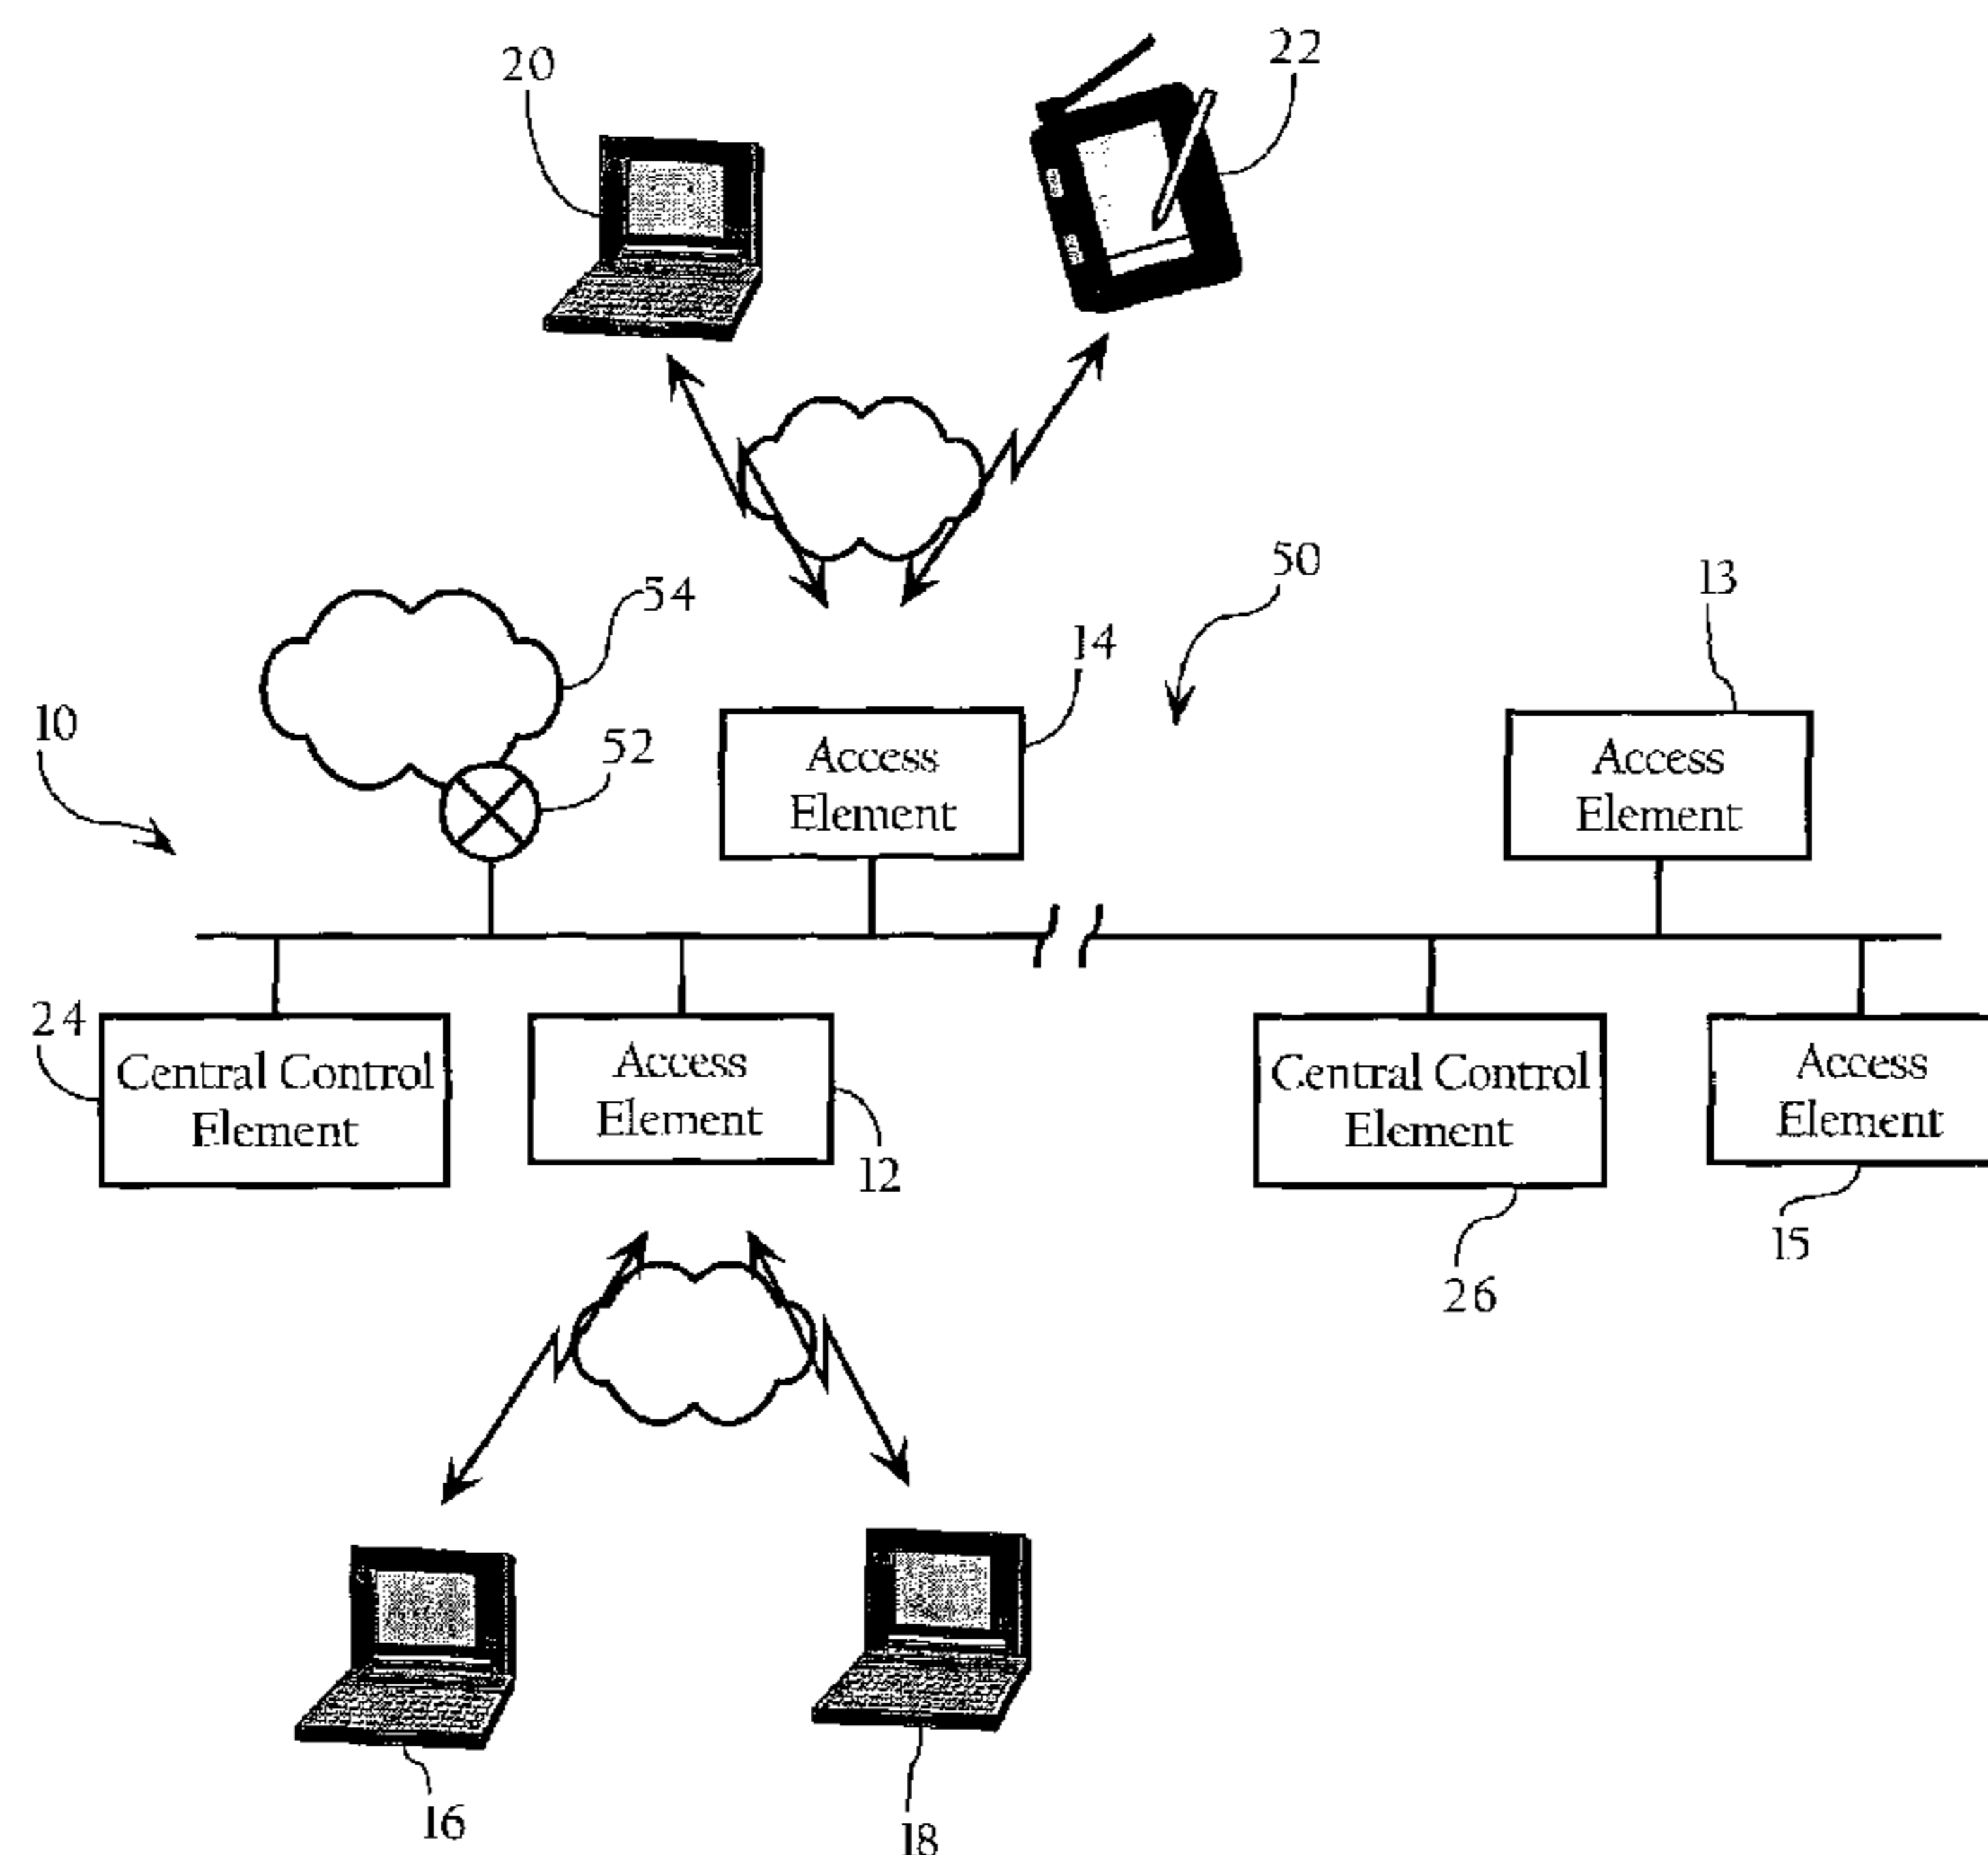 20
22
54
50
13
14
10
52
Access
Element
Access
Element
24
Central Control
Element
Access
Element
12
Central Control
Element
Access
Element
26
15
16
18